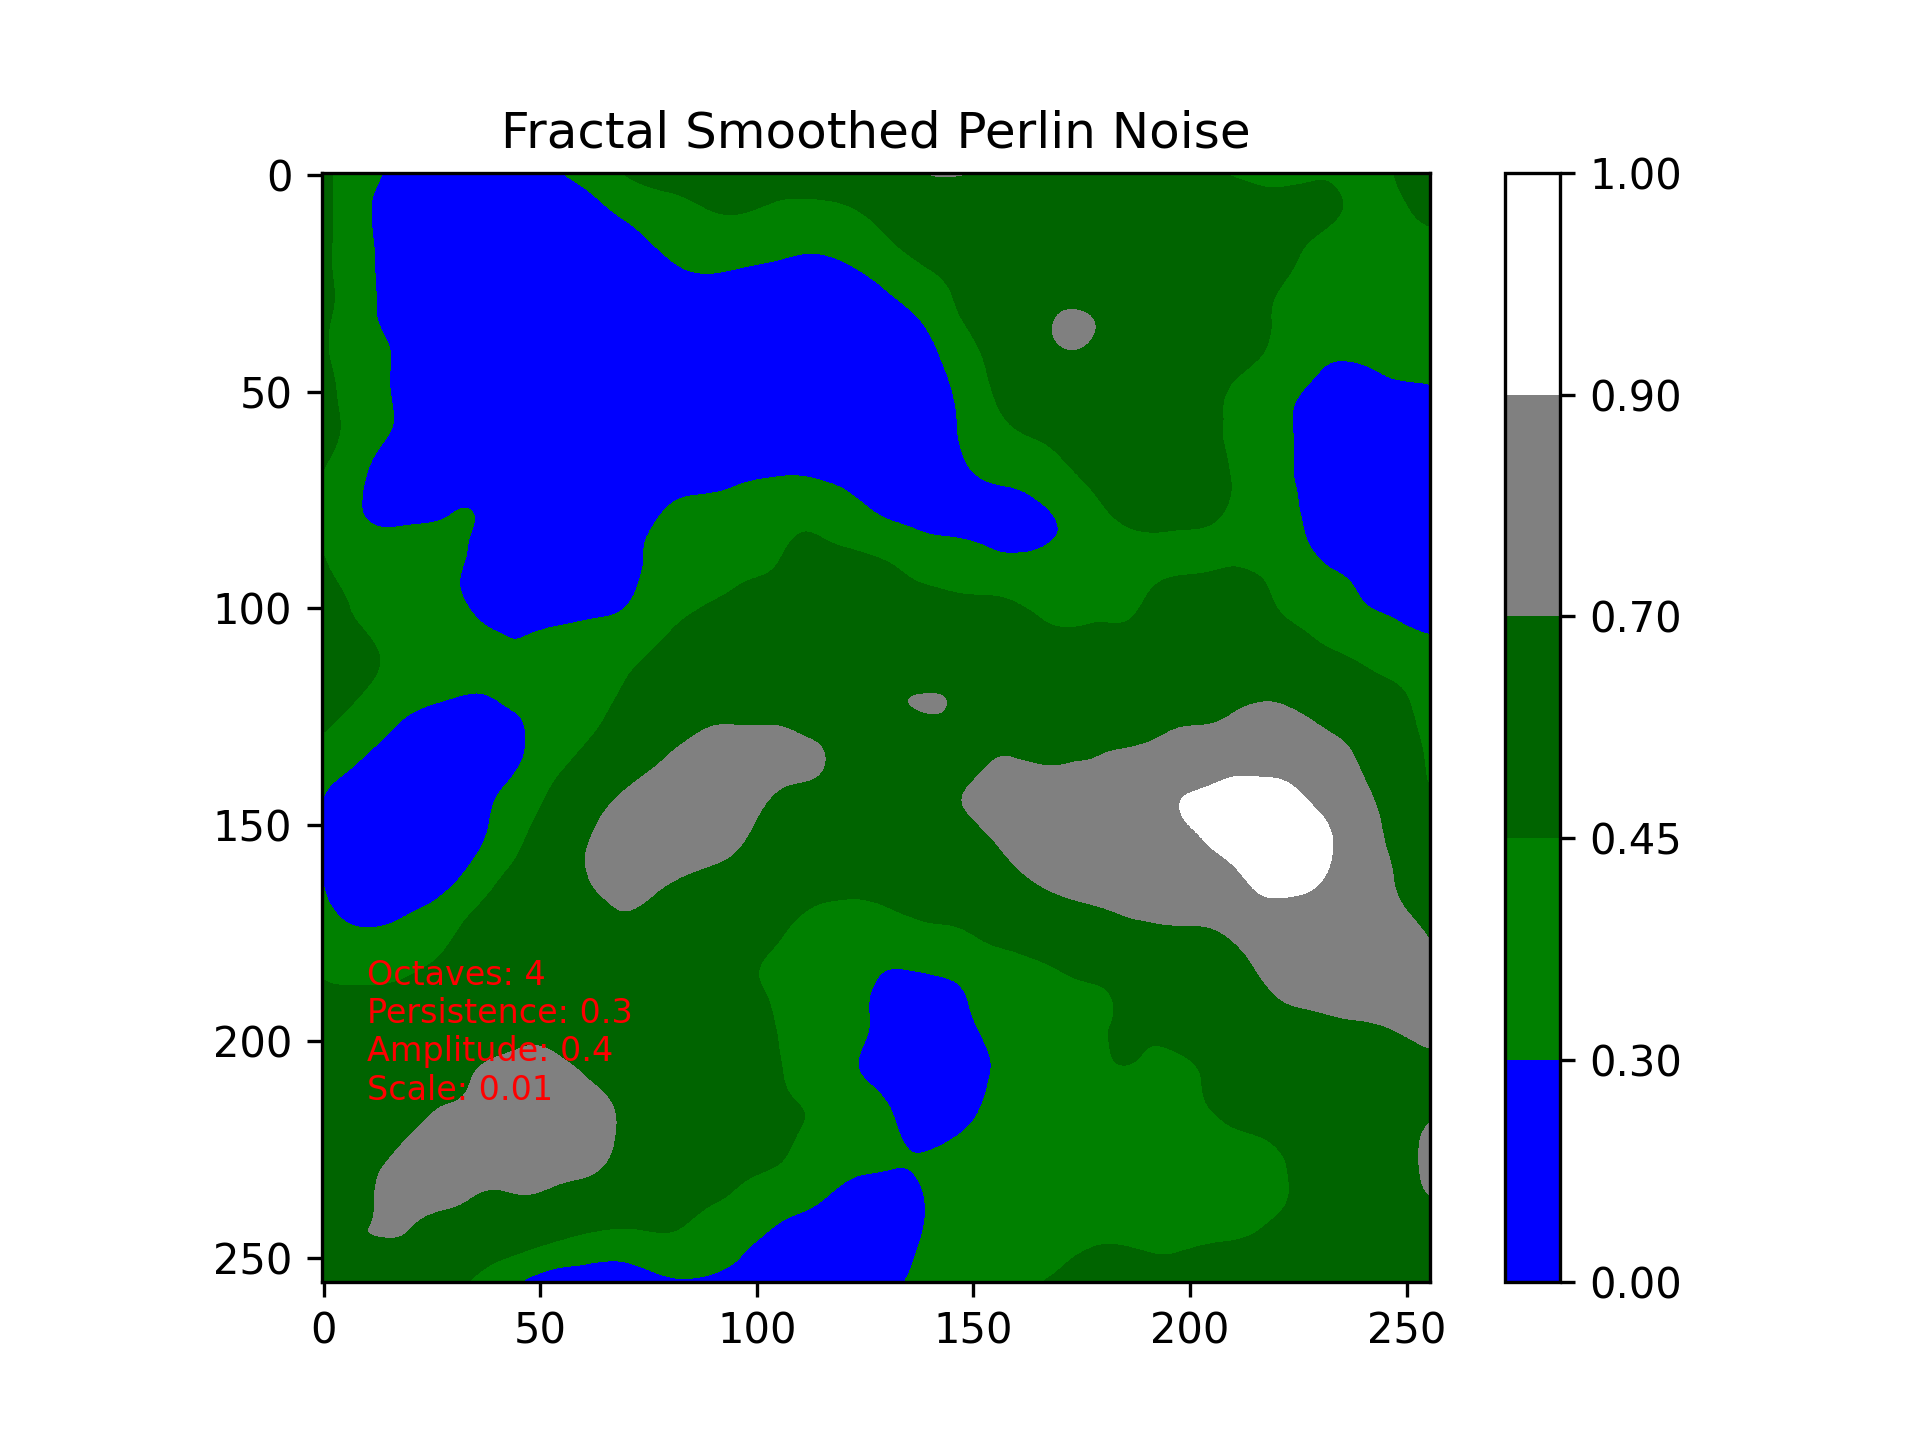 Fractal Smoothed Perlin Noise
0
50
100
150
200
250
0 50 100 150 200 250
Octaves: 4
Persistence: 0.3
Amplitude: 0.4
Scale: 0.01
1.00
0.90
0.70
0.45
0.30
0.00